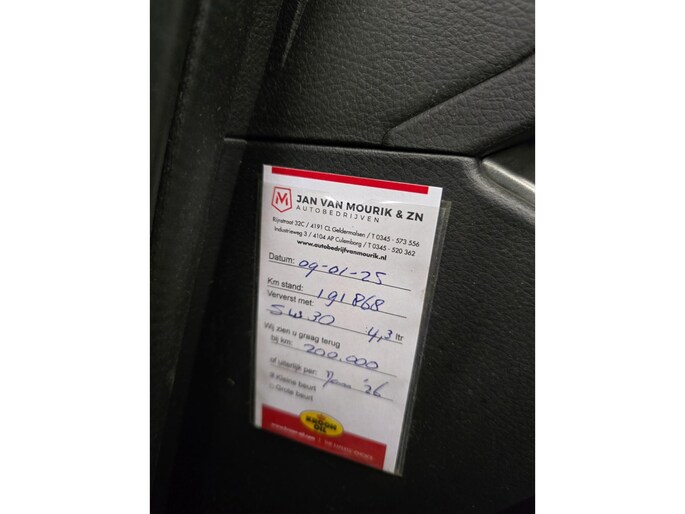 JAN VAN MOURIK & ZN
AUTOBEDRIJVEN
Rijnstraat 32C / 4191 CL Geldermalsen / T 0345 - 573 556
Industrieweg 3 / 4104 AP Culemborg / T 0345 - 520 362
www.autobedrijfvanmourik.nl
Datum: 09-01-25
Km stand: 191868
Ververst met:
5W30 4,3 ltr
Wij zien u graag terug
bij km: 200.000
of uiterlijk per: '26
Kleine beurt
Grote beurt
KROON
OIL